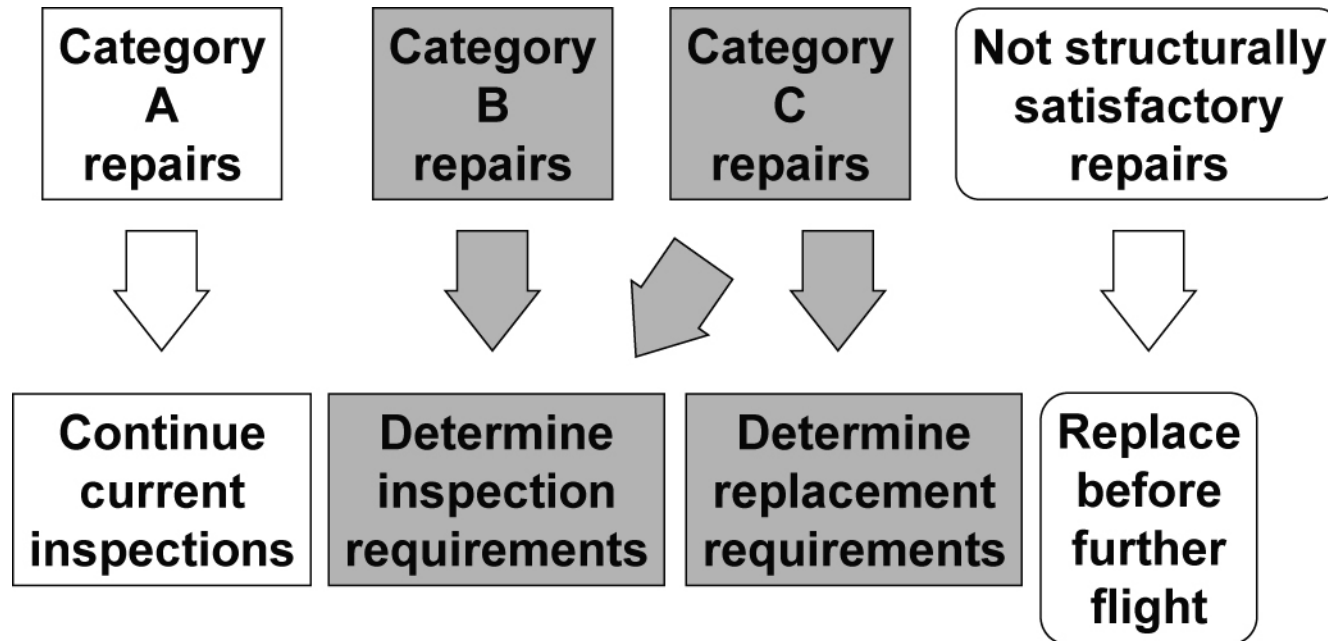 Category
A
repairs
Category
B
repairs
Category
C
repairs
Not structurally
satisfactory
repairs
Continue
current
inspections
Determine
inspection
requirements
Determine
replacement
requirements
Replace
before
further
flight